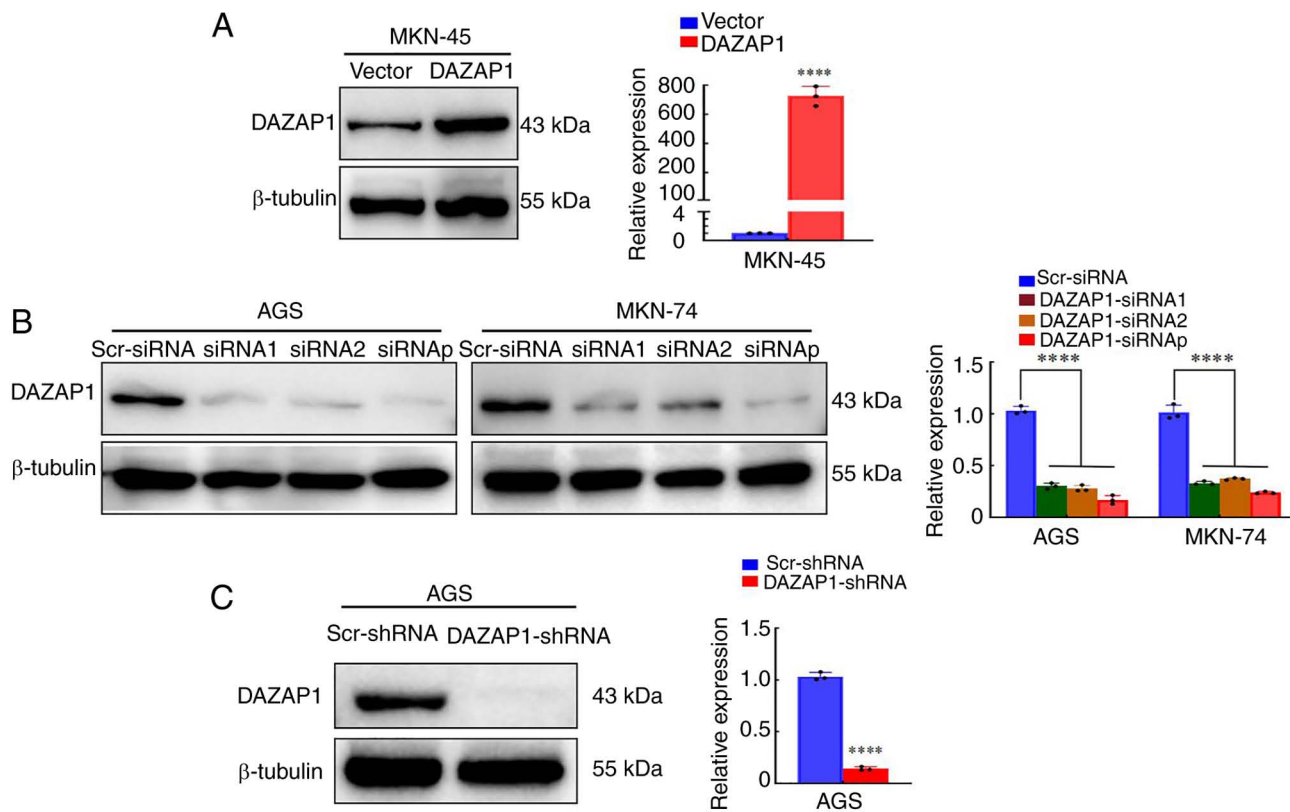 A
MKN-45
Vector DAZAP1
DAZAP1
43 kDa
β-tubulin
55 kDa
Vector
DAZAP1
****
Relative expression
800
600
400
200
100
4
0
MKN-45
B
AGS
MKN-74
Scr-siRNA siRNA1 siRNA2 siRNAp
Scr-siRNA siRNA1 siRNA2 siRNAp
DAZAP1
43 kDa
β-tubulin
55 kDa
Scr-siRNA
DAZAP1-siRNA1
DAZAP1-siRNA2
DAZAP1-siRNAp
**** ****
Relative expression
1.5
1.0
0.5
0
AGS MKN-74
C
AGS
Scr-shRNA DAZAP1-shRNA
DAZAP1
43 kDa
β-tubulin
55 kDa
Scr-shRNA
DAZAP1-shRNA
Relative expression
1.5
1.0
0.5
0
****
AGS